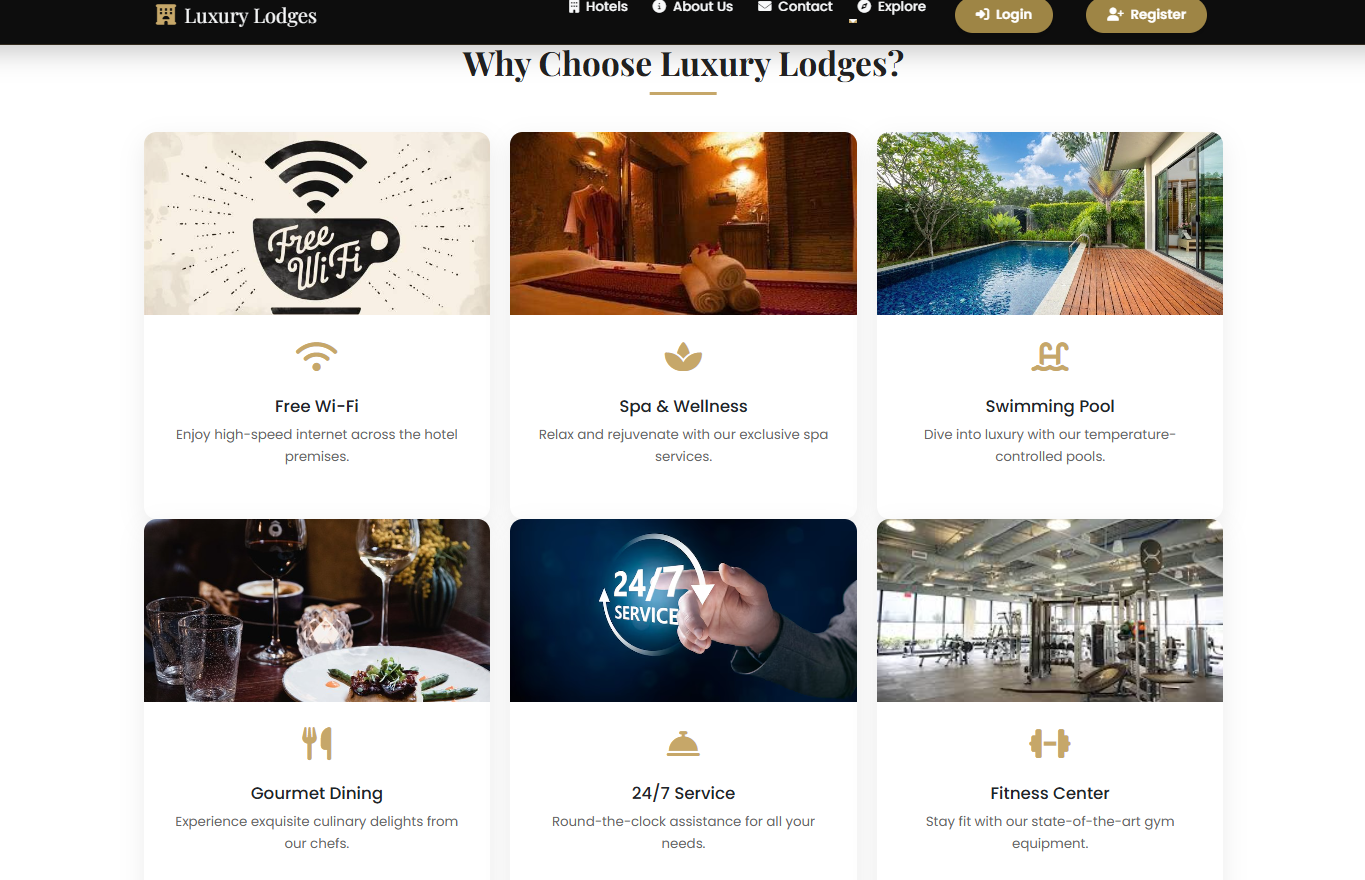 Luxury Lodges
Hotels
About Us
Contact
Explore
Login
Register
Why Choose Luxury Lodges?
Free
WiFi
Free Wi-Fi
Enjoy high-speed internet across the hotel
premises.
Spa & Wellness
Relax and rejuvenate with our exclusive spa
services.
Swimming Pool
Dive into luxury with our temperature-
controlled pools.
24/7
SERVICE
Gourmet Dining
Experience exquisite culinary delights from
our chefs.
24/7 Service
Round-the-clock assistance for all your
needs.
Fitness Center
Stay fit with our state-of-the-art gym
equipment.